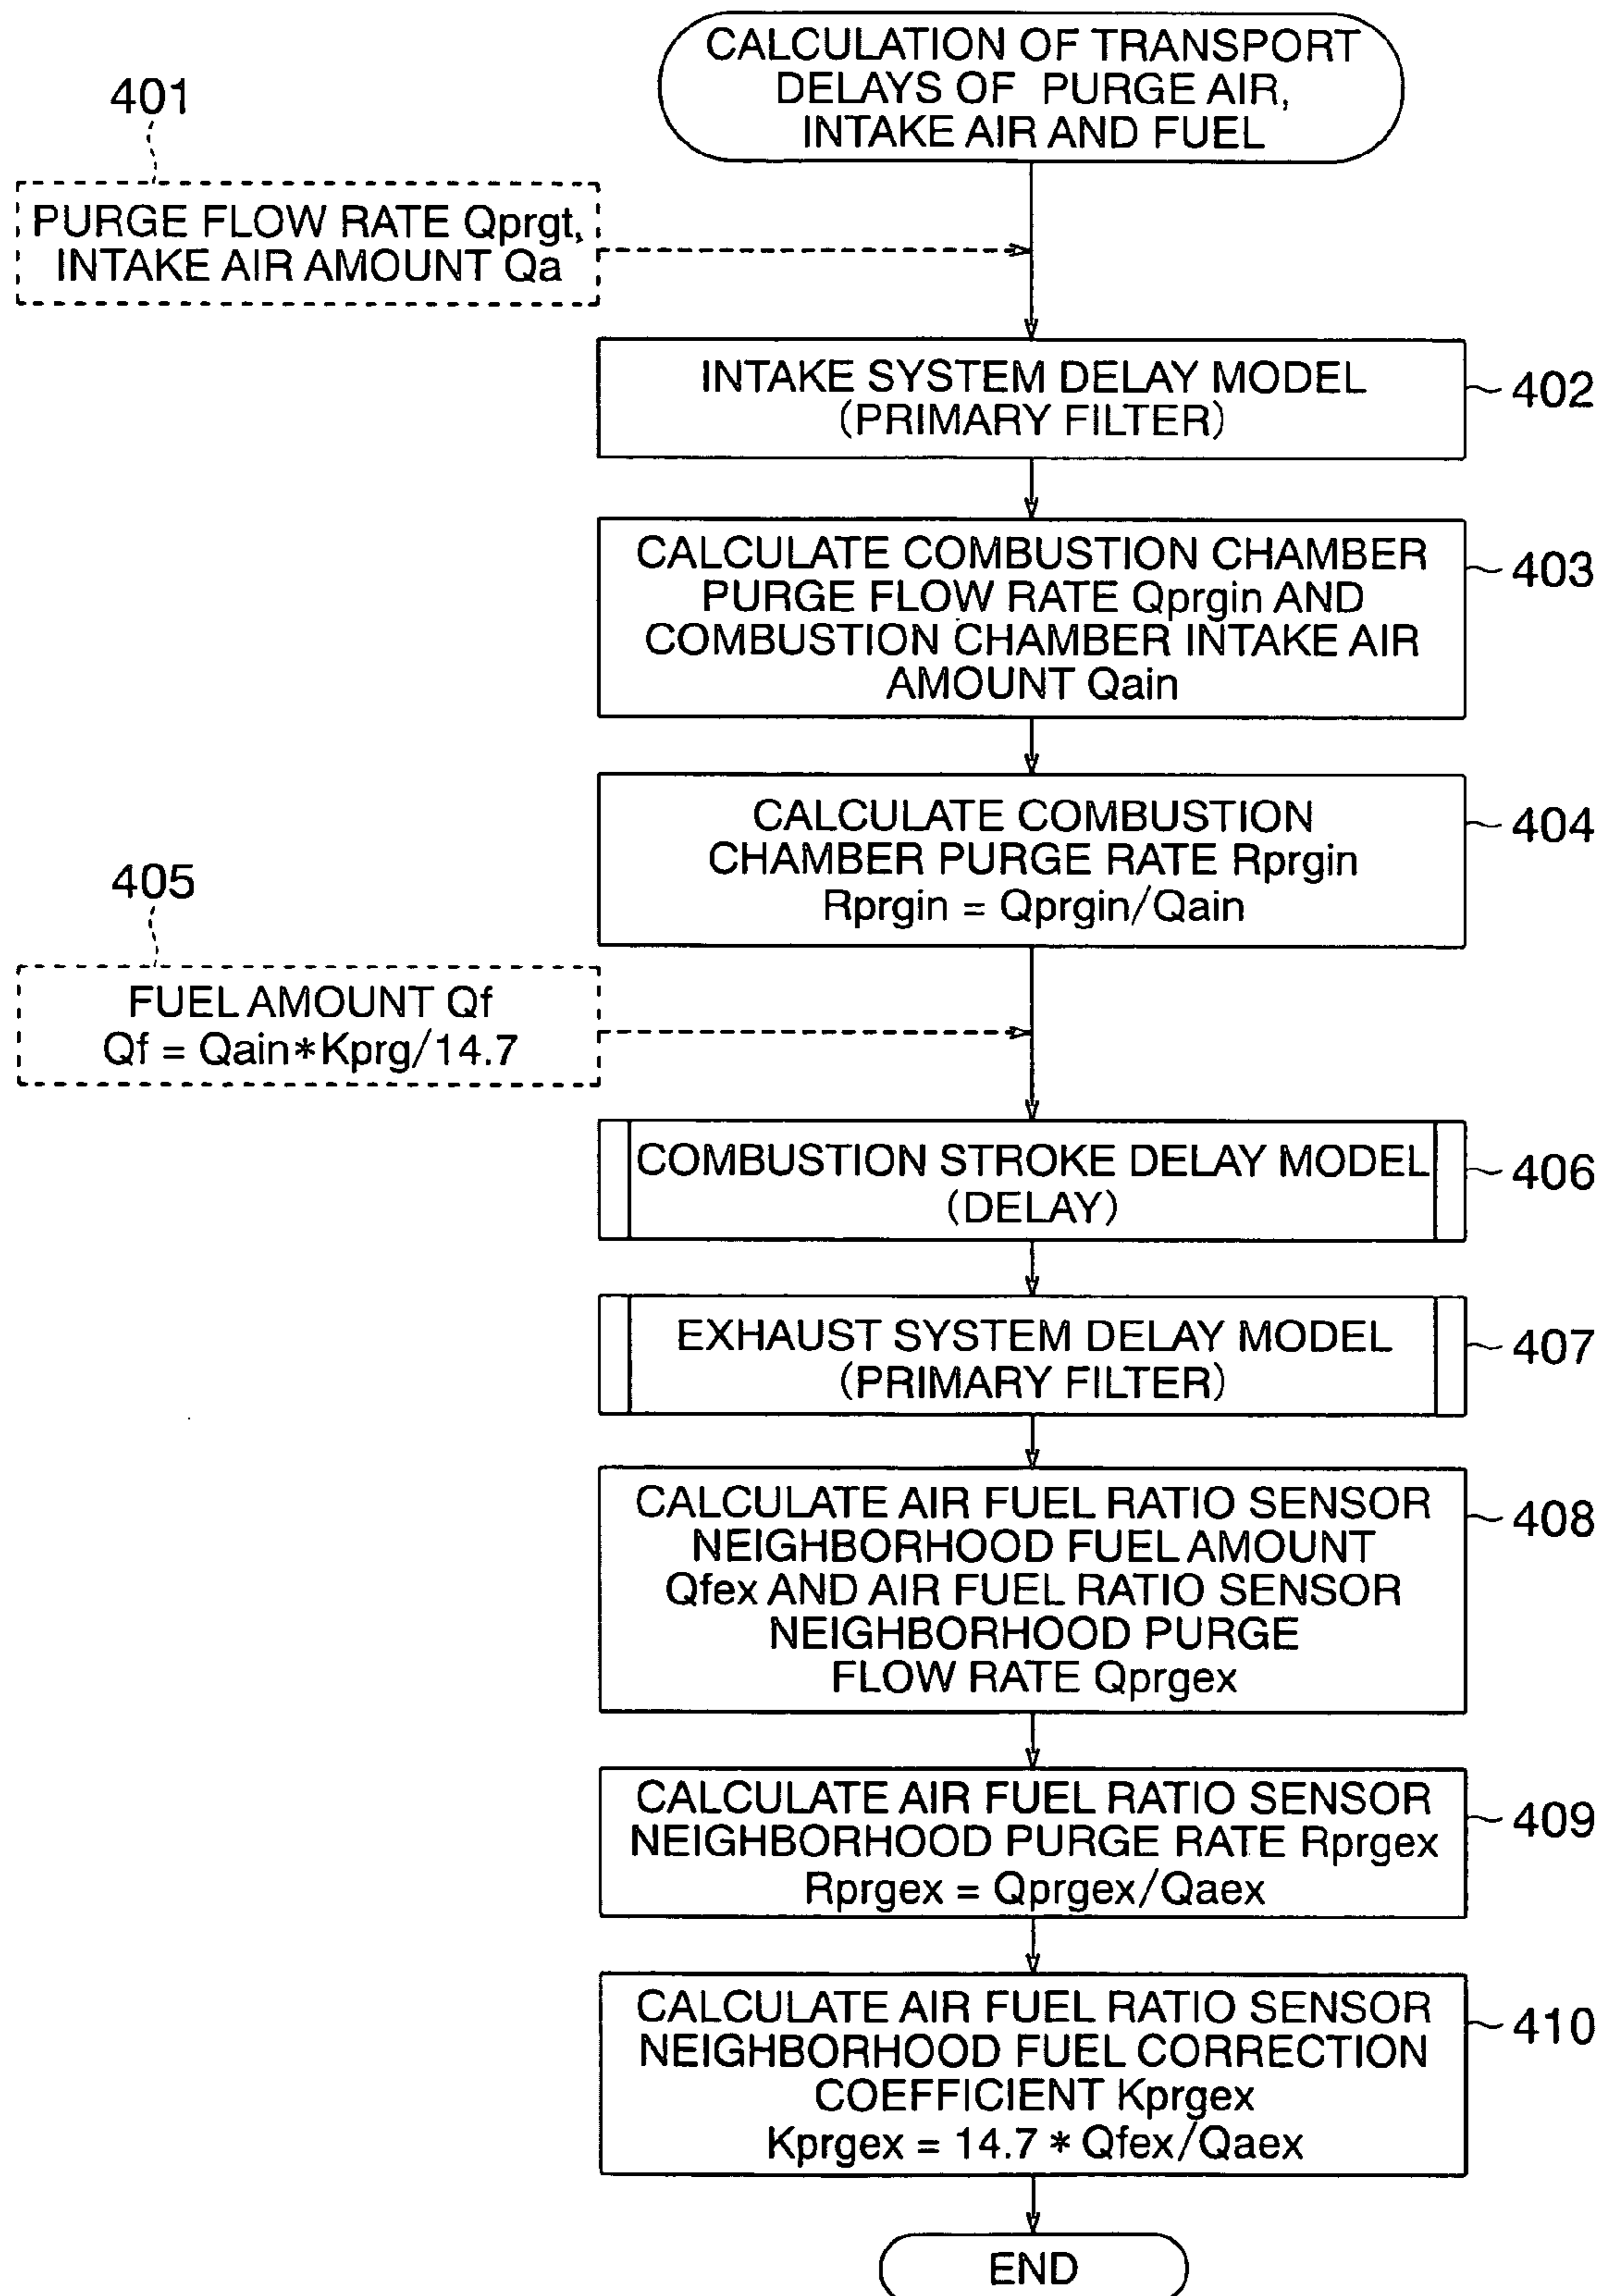 CALCULATION OF TRANSPORT
DELAYS OF PURGE AIR,
INTAKE AIR AND FUEL
401
PURGE FLOW RATE Qprgt,
INTAKE AIR AMOUNT Qa
INTAKE SYSTEM DELAY MODEL
(PRIMARY FILTER)
402
CALCULATE COMBUSTION CHAMBER
PURGE FLOW RATE Qprgin AND
COMBUSTION CHAMBER INTAKE AIR
AMOUNT Qain
403
CALCULATE COMBUSTION
CHAMBER PURGE RATE Rprgin
Rprgin = Qprgin/Qain
404
405
FUEL AMOUNT Qf
Qf = Qain*Kprg/14.7
COMBUSTION STROKE DELAY MODEL
(DELAY)
406
EXHAUST SYSTEM DELAY MODEL
(PRIMARY FILTER)
407
CALCULATE AIR FUEL RATIO SENSOR
NEIGHBORHOOD FUEL AMOUNT
Qfex AND AIR FUEL RATIO SENSOR
NEIGHBORHOOD PURGE
FLOW RATE Qprgex
408
CALCULATE AIR FUEL RATIO SENSOR
NEIGHBORHOOD PURGE RATE Rprgex
Rprgex = Qprgex/Qaex
409
CALCULATE AIR FUEL RATIO SENSOR
NEIGHBORHOOD FUEL CORRECTION
COEFFICIENT Kprgex
Kprgex = 14.7 * Qfex/Qaex
410
END